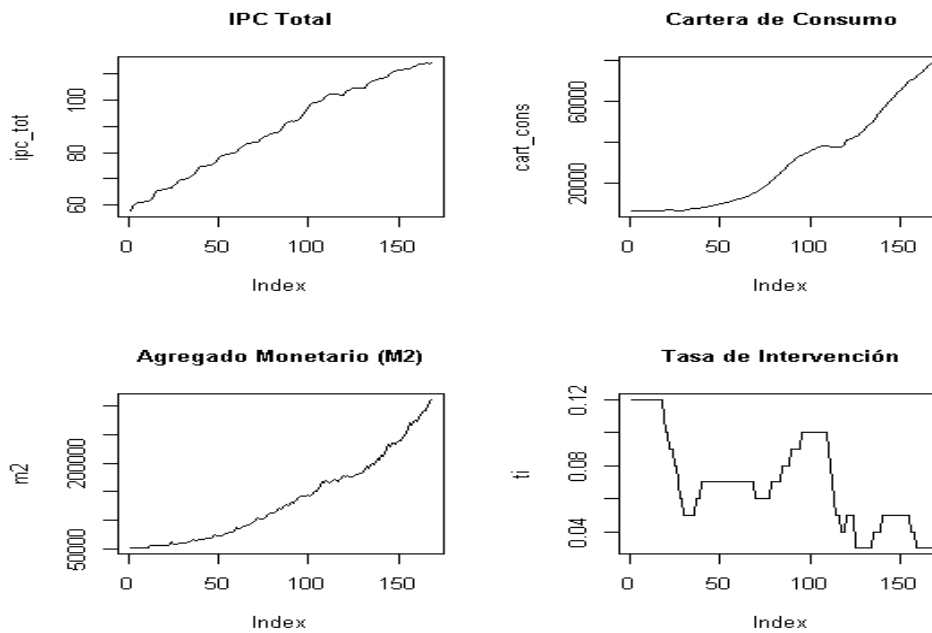 IPC Total
ipc_tot
60 80 100
0 50 100 150
Index
Cartera de Consumo
cart_cons
20000 60000
0 50 100 150
Index
Agregado Monetario (M2)
m2
50000 200000
0 50 100 150
Index
Tasa de Intervención
ti
0.04 0.08 0.12
0 50 100 150
Index